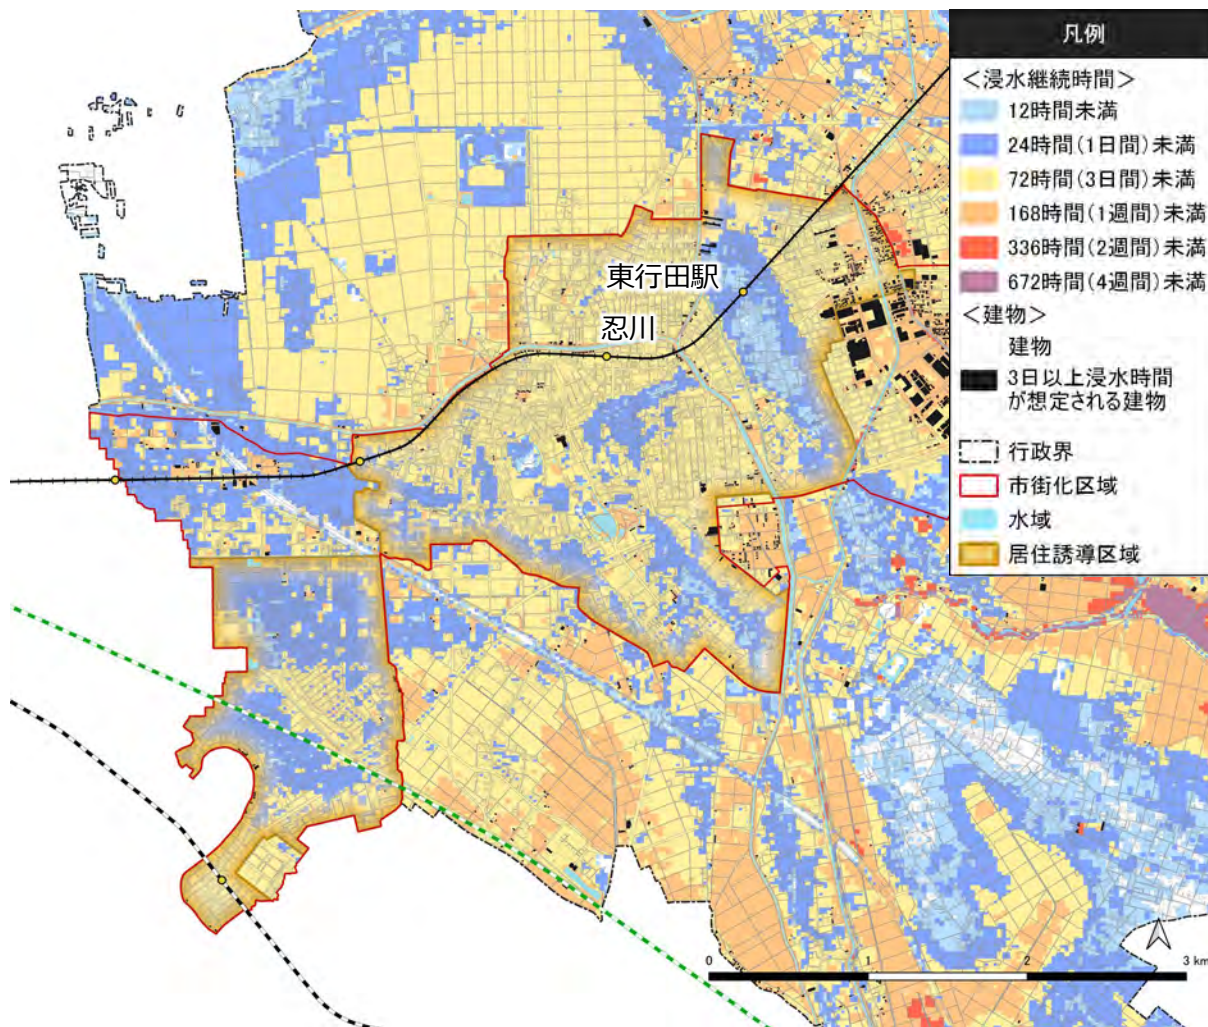 凡例
<浸水継続時間>
12時間未満
24時間(1日間)未満
72時間(3日間)未満
168時間(1週間)未満
336時間(2週間)未満
672時間(4週間)未満
<建物>
建物
3日以上浸水時間
が想定される建物
行政界
市街化区域
水域
居住誘導区域
東行田駅
忍川
0 1 2 3 km